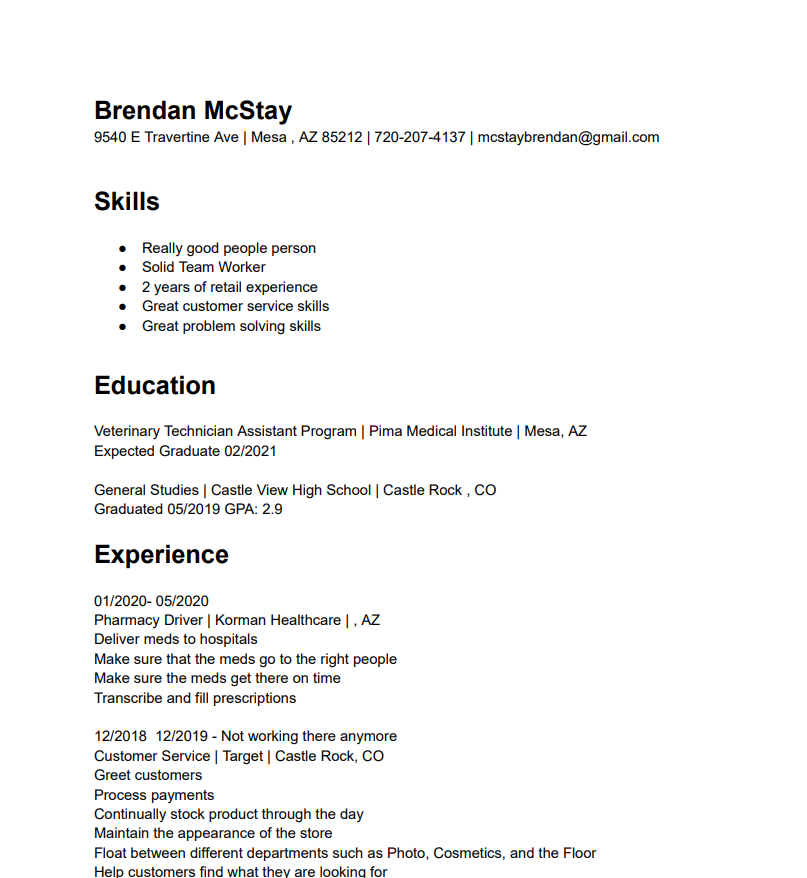 Brendan McStay
9540 E Travertine Ave | Mesa , AZ 85212 | 720-207-4137 | mcstaybrendan@gmail.com
Skills
● Really good people person
● Solid Team Worker
● 2 years of retail experience
● Great customer service skills
● Great problem solving skills
Education
Veterinary Technician Assistant Program | Pima Medical Institute | Mesa, AZ
Expected Graduate 02/2021
General Studies | Castle View High School | Castle Rock , CO
Graduated 05/2019 GPA: 2.9
Experience
01/2020- 05/2020
Pharmacy Driver | Korman Healthcare | , AZ
Deliver meds to hospitals
Make sure that the meds go to the right people
Make sure the meds get there on time
Transcribe and fill prescriptions
12/2018  12/2019 - Not working there anymore
Customer Service | Target | Castle Rock, CO
Greet customers
Process payments
Continually stock product through the day
Maintain the appearance of the store
Float between different departments such as Photo, Cosmetics, and the Floor
Help customers find what they are looking for